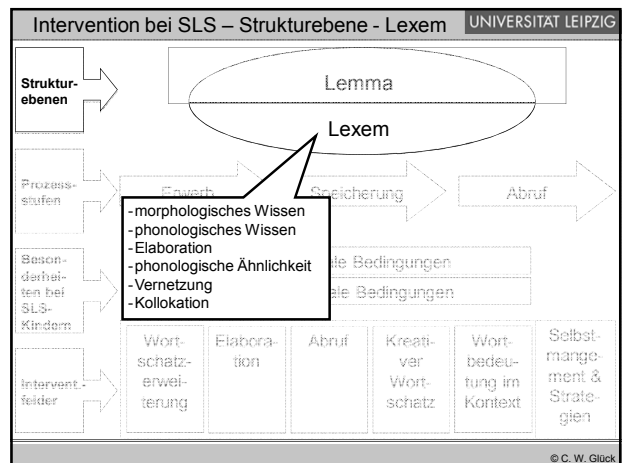 Intervention bei SLS – Strukturebene - Lexem
UNIVERSITÄT LEIPZIG
Struktur-
ebenen
Lemma
Lexem
Prozess-
stufen
Erwerb
Speicherung
Abruf
-morphologisches Wissen
-phonologisches Wissen
-Elaboration
-phonologische Ähnlichkeit
-Vernetzung
-Kollokation
Beson-
derhei-
ten bei
SLS-
Kindern
ale Bedingungen
ale Bedingungen
Intervent.-
felder
Wort-
schatz-
erwei-
terung
Elabora-
tion
Abruf
Kreati-
ver
Wort-
schatz
Wort-
bedeu-
tung im
Kontext
Selbst-
mange-
ment &
Strate-
gien
© C. W. Glück